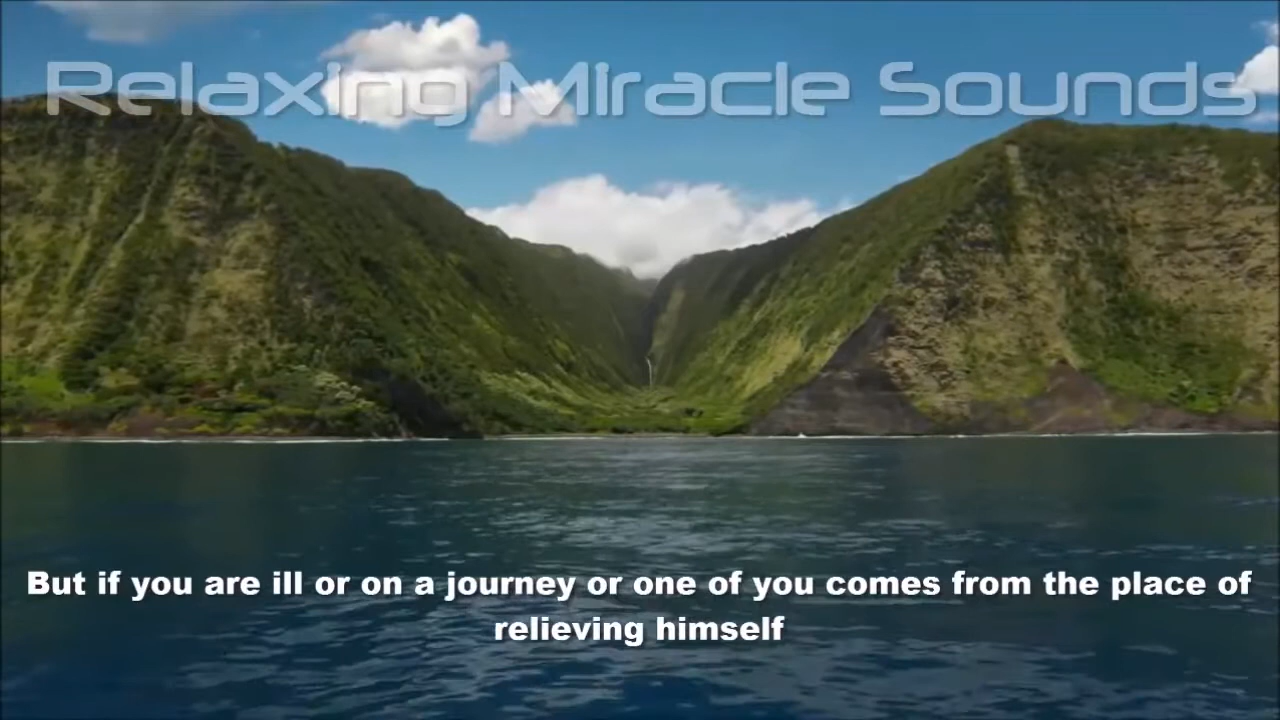 Relaxing Miracle Sounds
But if you are ill or on a journey or one of you comes from the place of
relieving himself